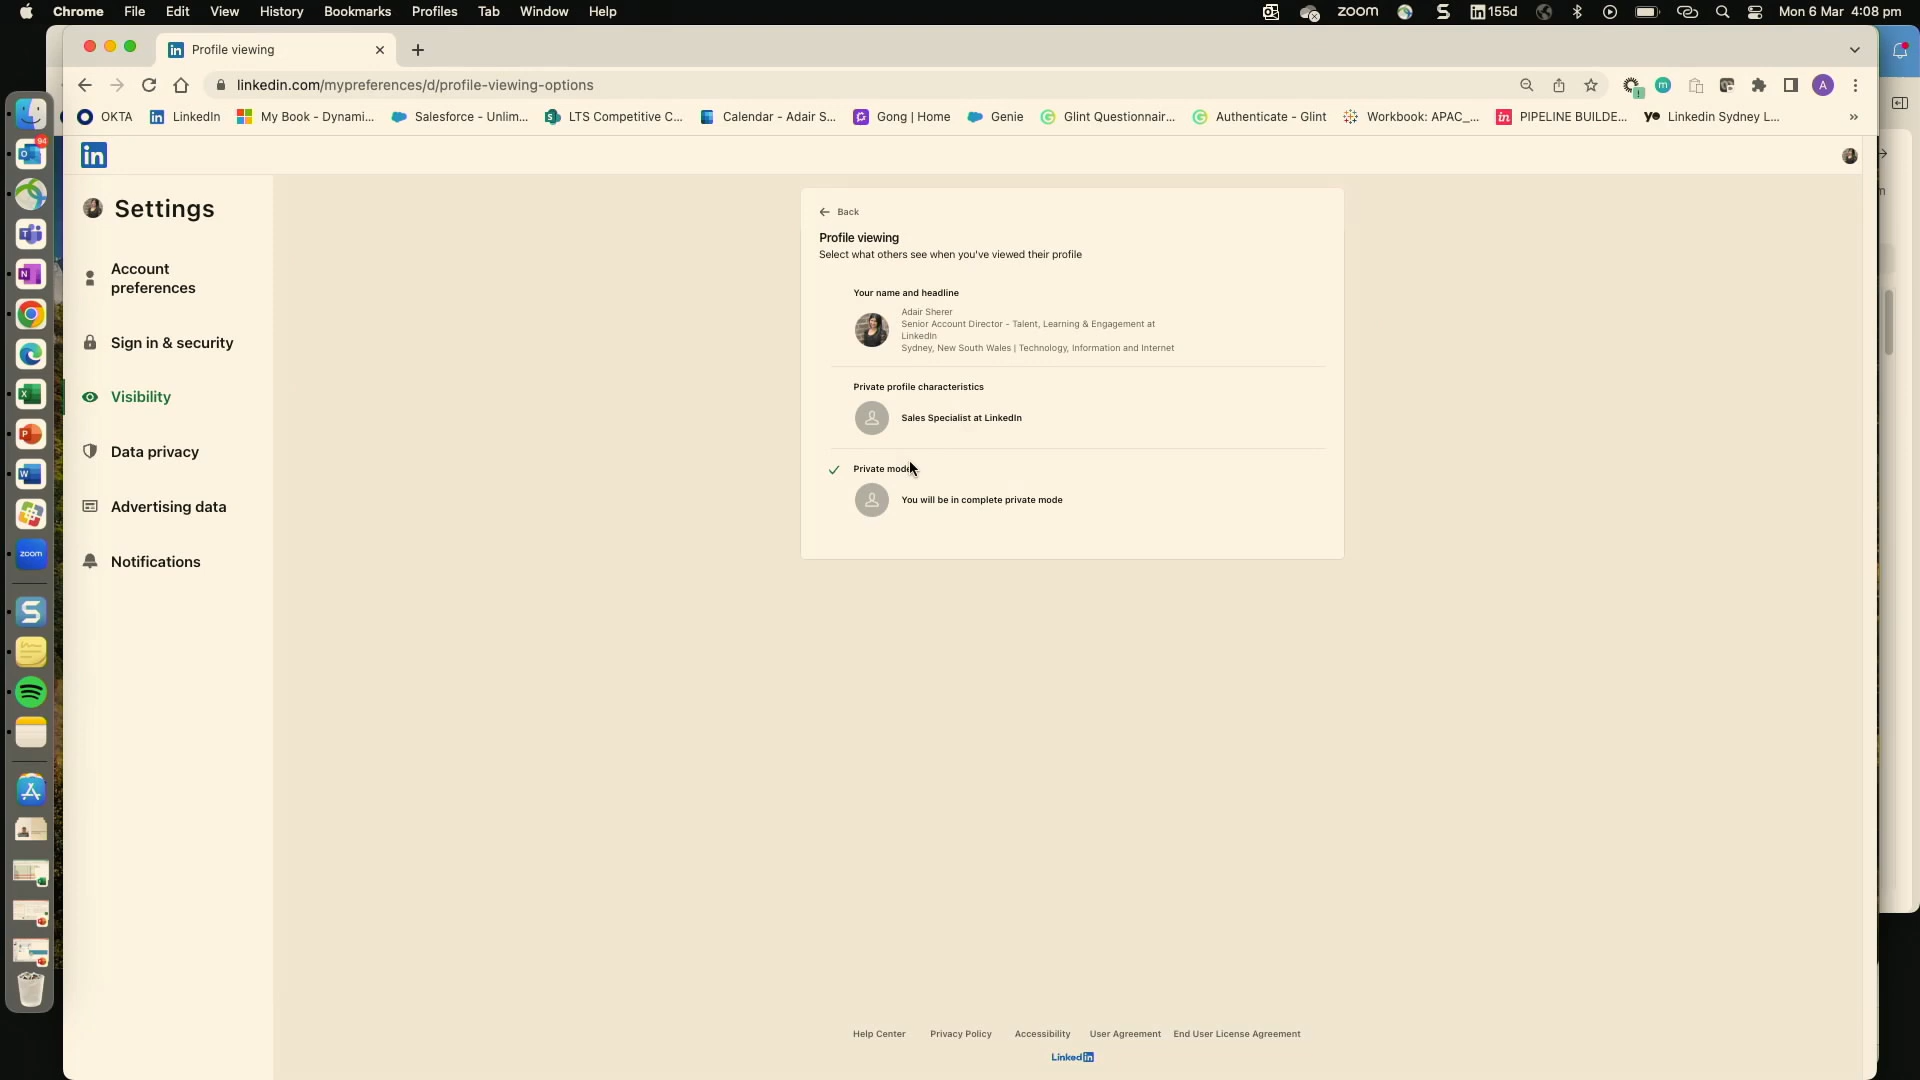 Chrome File Edit View History Bookmarks Profiles Tab Window Help
zoom
155d
Mon 6 Mar 4:08 pm
Profile viewing
linkedin.com/mypreferences/d/profile-viewing-options
OKTA
LinkedIn
My Book - Dynami...
Salesforce - Unlim...
LTS Competitive C...
Calendar - Adair S...
Gong | Home
Genie
Glint Questionnair...
Authenticate - Glint
Workbook: APAC_...
PIPELINE BUILDE...
Linkedin Sydney L...
94
zoom
in
Settings
Account
preferences
Sign in & security
Visibility
Data privacy
Advertising data
Notifications
Back
Profile viewing
Select what others see when you've viewed their profile
Your name and headline
Adair Sherer
Senior Account Director - Talent, Learning & Engagement at
LinkedIn
Sydney, New South Wales | Technology, Information and Internet
Private profile characteristics
Sales Specialist at LinkedIn
Private mode
You will be in complete private mode
Help Center Privacy Policy Accessibility User Agreement End User License Agreement
LinkedIn